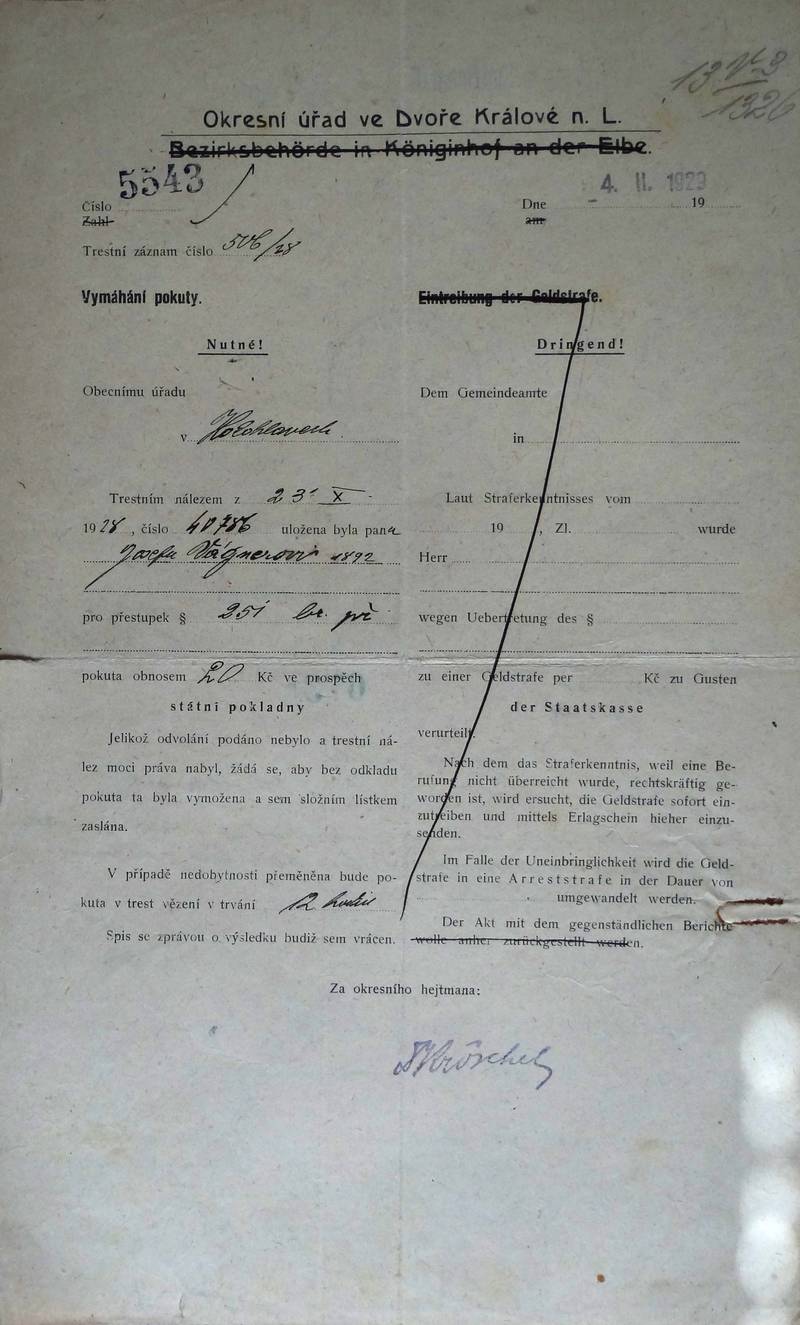 13 V-3
1326
Okresní úřad ve Dvoře Králové n. L.
Bezirksbehörde in Königinhof an der Elbe.
5543
Číslo
Zahl
4. II. 1929
Dne 19
am
Trestní záznam číslo 506/28
Vymáhání pokuty.
Nutné!
Obecnímu úřadu
v
Trestním nálezem z 23/X
1928, číslo 40786 uložena byla panu
Josefu Vágnerovi 1892
pro přestupek §
pokuta obnosem 20 Kč ve prospěch
státní pokladny
Jelikož odvolání podáno nebylo a trestní ná-
lez moci práva nabyl, žádá se, aby bez odkladu
pokuta ta byla vymožena a sem složním lístkem
zaslána.
V případě nedobytnosti přeměněna bude po-
kuta v trest vězení v trvání 12 hodin
Spis se zprávou o výsledku budiž sem vrácen.
Eintreibung der Geldstrafe.
Dringend!
Dem Gemeindeamte
in
Laut Straferkenntnisses vom
19 , Zl. wurde
Herr
wegen Uebertretung des §
zu einer Geldstrafe per Kč zu Gusten
der Staatskasse
verurteilt.
Nach dem das Straferkenntnis, weil eine Be-
rufung nicht überreicht wurde, rechtskräftig ge-
worden ist, wird ersucht, die Geldstrafe sofort ein-
zutreiben und mittels Erlagschein hieher einzu-
senden.
Im Falle der Uneinbringlichkeit wird die Geld-
strafe in eine Arreststrafe in der Dauer von
umgewandelt werden.
Der Akt mit dem gegenständlichen Berichte
wolle anher zurückgestellt werden.
Za okresního hejtmana: